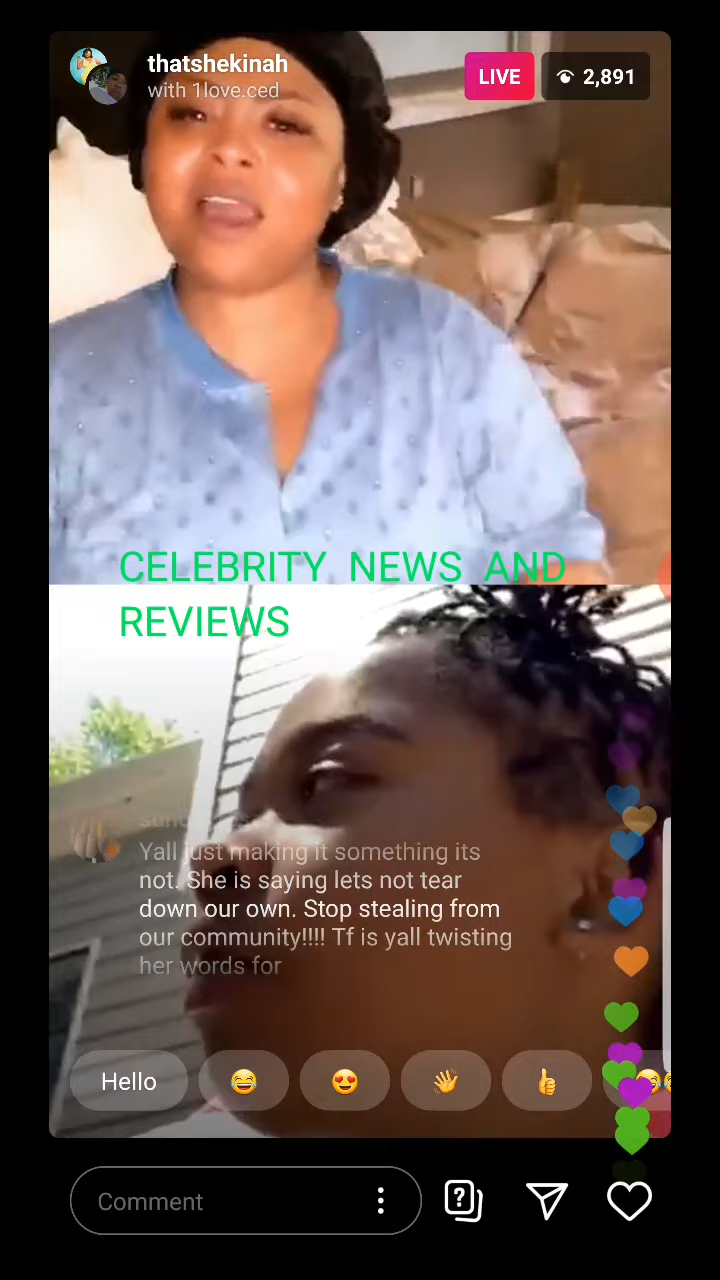 thatshekinah
with 1love.ced
LIVE
2,891
CELEBRITY NEWS AND
REVIEWS
Yall just making it something its
not. She is saying lets not tear
down our own. Stop stealing from
our community!!!! Tf is yall twisting
her words for
Hello
Comment